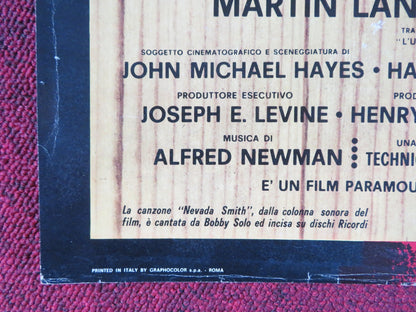 MARTIN LAN
TRA
"L'U
SOGGETTO CINEMATOGRAFICO E SCENEGGIATURA DI
JOHN MICHAEL HAYES • HA
PRODUTTORE ESECUTIVO PROD
JOSEPH E. LEVINE • HENRY
MUSICA DI UNA
ALFRED NEWMAN TECHNIC
E' UN FILM PARAMOU
La canzone "Nevada Smith", dalla colonna sonora del
film, è cantata da Bobby Solo ed incisa su dischi Ricordi
PRINTED IN ITALY BY GRAPHOCOLOR s.p.a. - ROMA